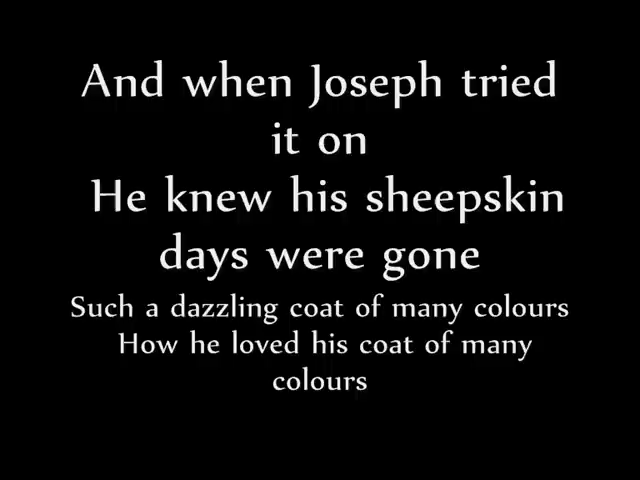 And when Joseph tried
it on
He knew his sheepskin
days were gone
Such a dazzling coat of many colours
How he loved his coat of many
colours